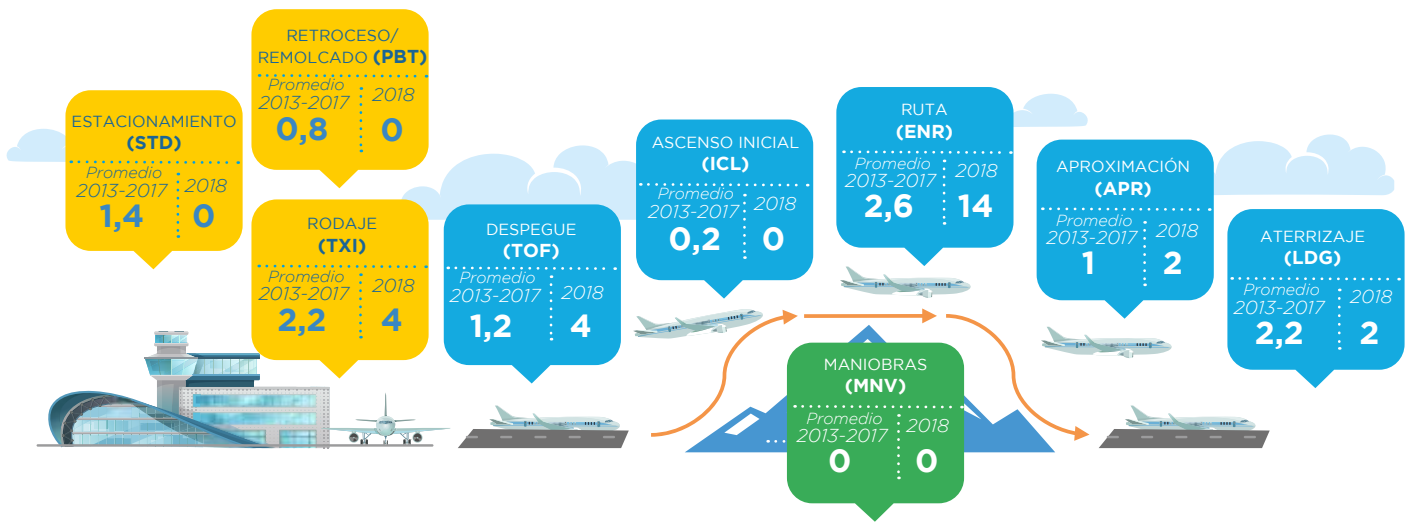 ESTACIONAMIENTO
(STD)
Promedio
2013-2017
2018
1,4
0
RETROCESO/
REMOLCADO (PBT)
Promedio
2013-2017
2018
0,8
0
RODAJE
(TXI)
Promedio
2013-2017
2018
2,2
4
DESPEGUE
(TOF)
Promedio
2013-2017
2018
1,2
4
ASCENSO INICIAL
(ICL)
Promedio
2013-2017
2018
0,2
0
RUTA
(ENR)
Promedio
2013-2017
2018
2,6
14
MANIOBRAS
(MNV)
Promedio
2013-2017
2018
0
0
APROXIMACIÓN
(APR)
Promedio
2013-2017
2018
1
2
ATERRIZAJE
(LDG)
Promedio
2013-2017
2018
2,2
2